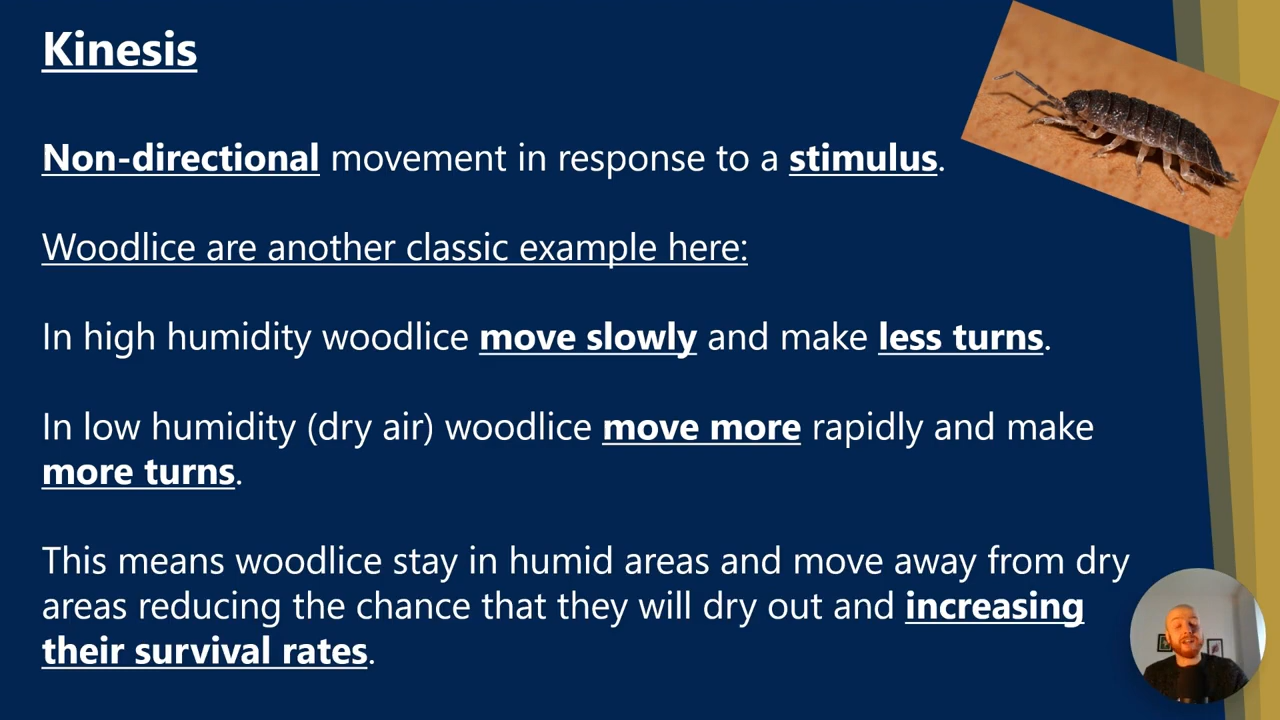 Kinesis
Non-directional movement in response to a stimulus.
Woodlice are another classic example here:
In high humidity woodlice move slowly and make less turns.
In low humidity (dry air) woodlice move more rapidly and make
more turns.
This means woodlice stay in humid areas and move away from dry
areas reducing the chance that they will dry out and increasing
their survival rates.